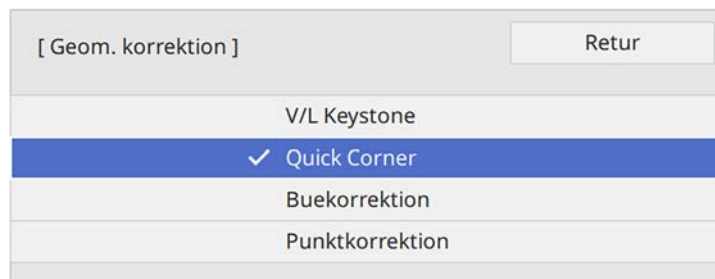 [ Geom. korrektion ]
Retur
V/L Keystone
✓ Quick Corner
Buekorrektion
Punktkorrektion